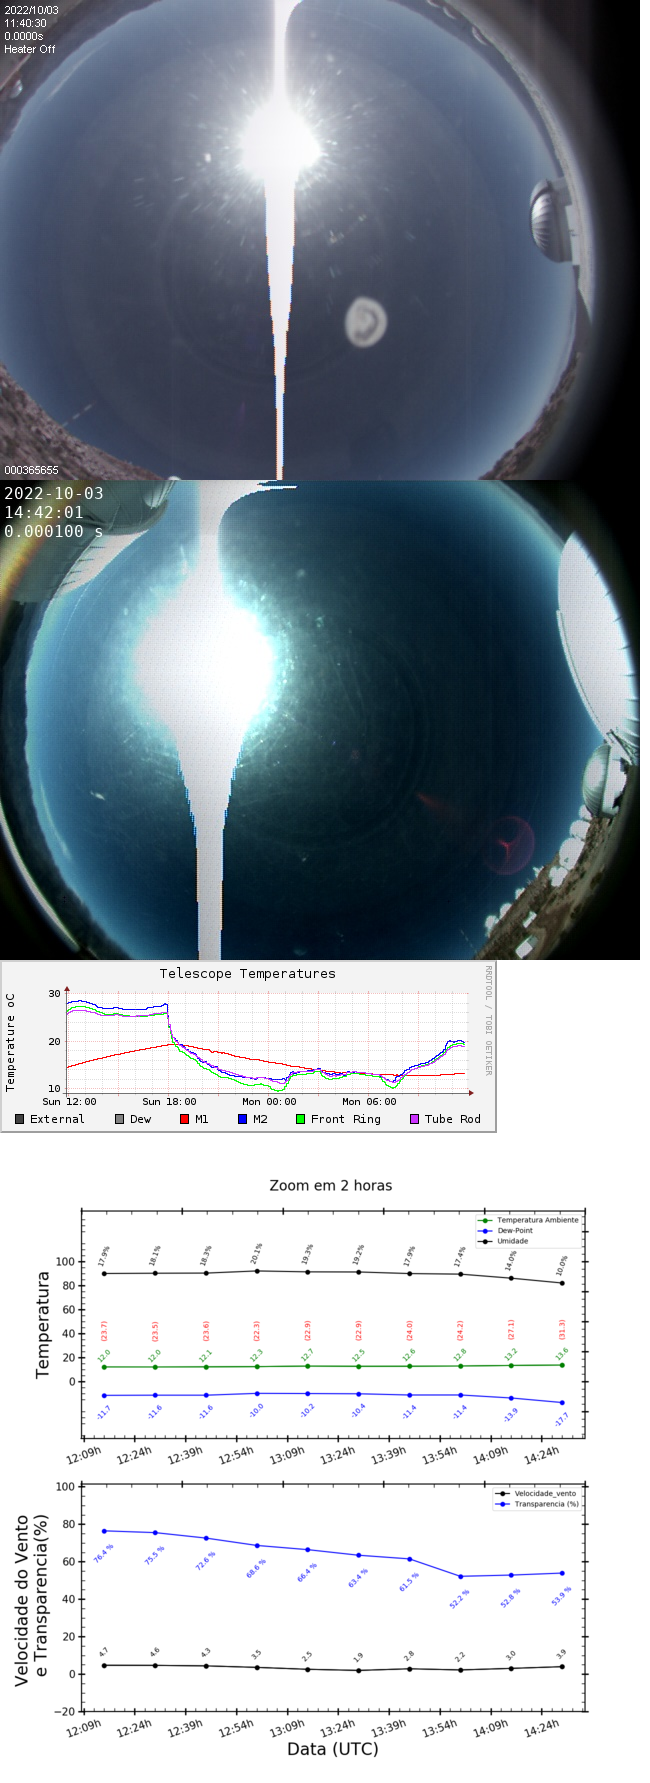 2022/10/03
11:40:30
0.0000s
Heater Off
000365655
2022-10-03
14:42:01
0.000100 s
Telescope Temperatures
RRDTOOL / TOBI OETIKER
Temperature oC
30
20
10
Sun 12:00 Sun 18:00 Mon 00:00 Mon 06:00
External Dew M1 M2 Front Ring Tube Rod
Zoom em 2 horas
Temperatura Ambiente
Dew-Point
Umidade
Temperatura
100
80
60
40
20
0
17.9% 18.1% 18.3% 20.1% 19.3% 19.2% 17.9% 17.4% 14.0% 10.0%
(23.7) (23.5) (23.6) (22.3) (22.9) (22.9) (24.0) (24.2) (27.1) (31.3)
12.0 12.0 12.1 12.3 12.7 12.5 12.6 12.8 13.2 13.6
-11.7 -11.6 -11.6 -10.0 -10.2 -10.4 -11.4 -11.4 -13.9 -17.7
12:09h 12:24h 12:39h 12:54h 13:09h 13:24h 13:39h 13:54h 14:09h 14:24h
Velocidade_vento
Transparencia (%)
Velocidade do Vento
e Transparencia(%)
100
80
60
40
20
0
−20
76.4 % 75.5 % 72.6 % 68.6 % 66.4 % 63.4 % 61.5 % 52.2 % 52.8 % 53.9 %
4.7 4.6 4.3 3.5 2.5 1.9 2.8 2.2 3.0 3.9
12:09h 12:24h 12:39h 12:54h 13:09h 13:24h 13:39h 13:54h 14:09h 14:24h
Data (UTC)